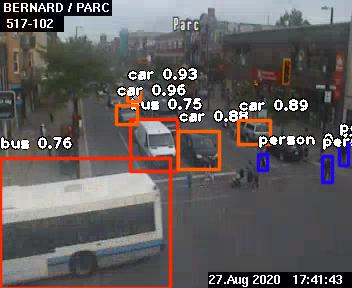 BERNARD / PARC
517-102
Parc
car 0.93
car 0.96
bus 0.75
car 0.88
car 0.89
bus 0.76
person
27.Aug 2020 17:41:43